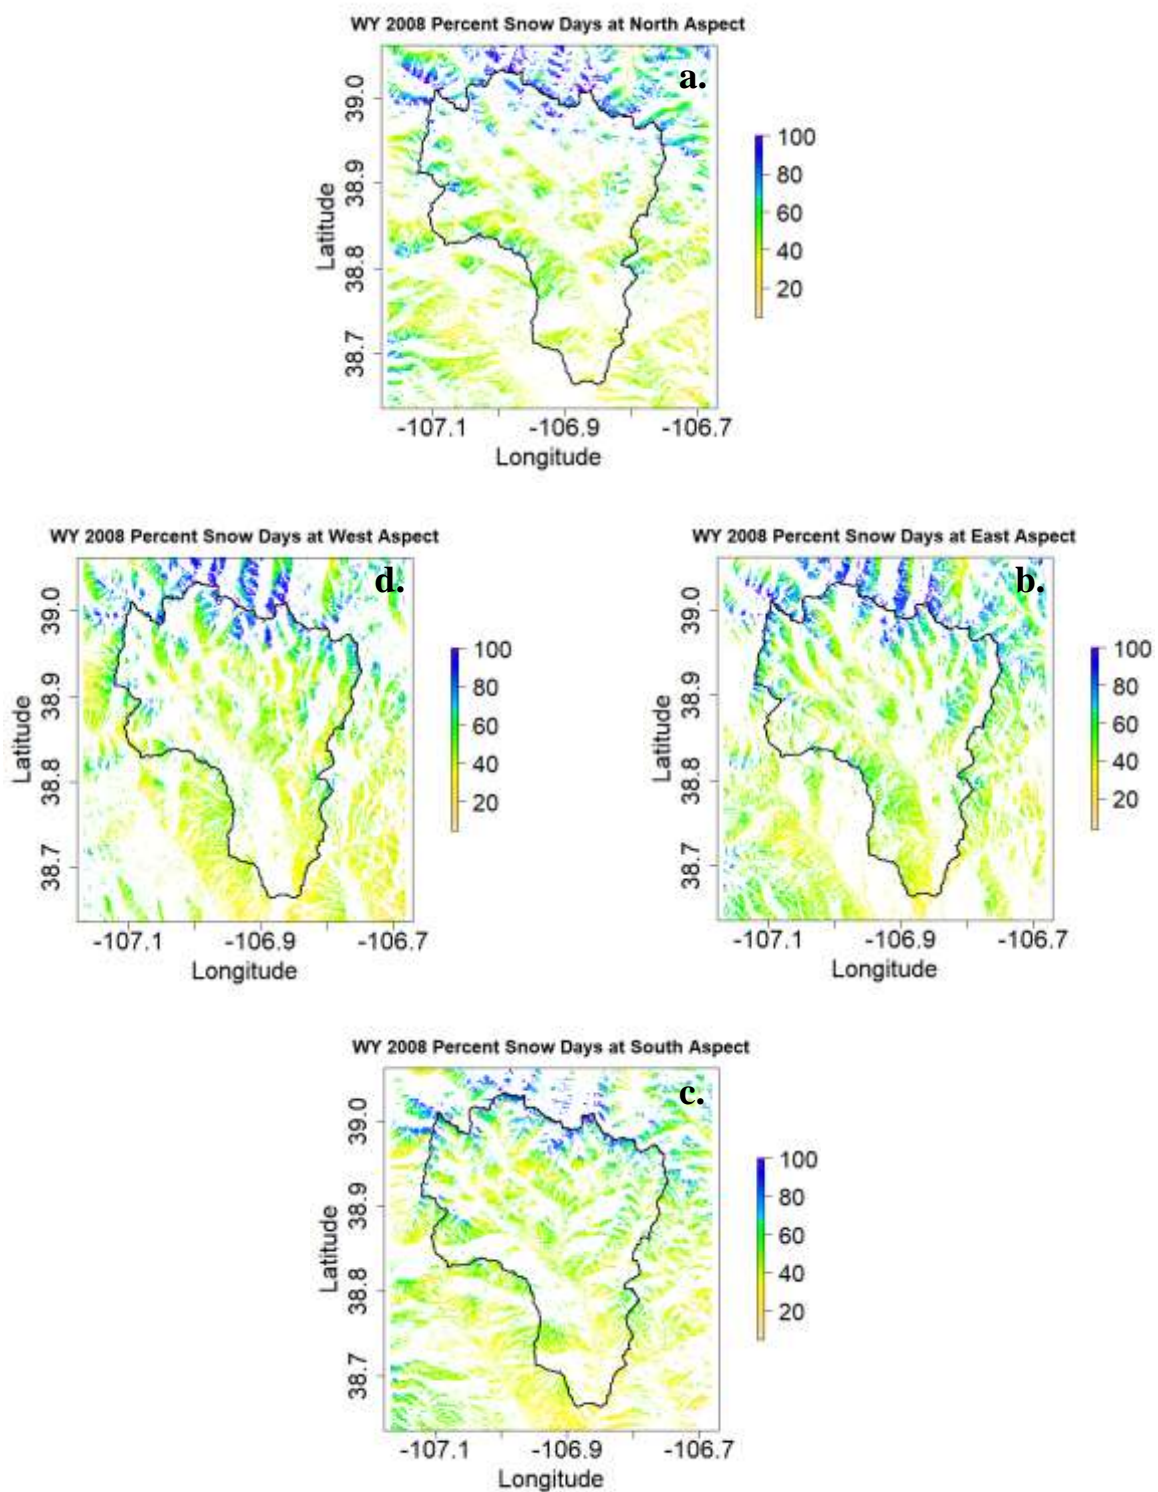 WY 2008 Percent Snow Days at North Aspect
a.
39.0
38.9
38.8
38.7
Latitude
100
80
60
40
20
-107.1 -106.9 -106.7
Longitude
WY 2008 Percent Snow Days at West Aspect
d.
39.0
38.9
38.8
38.7
Latitude
100
80
60
40
20
-107.1 -106.9 -106.7
Longitude
WY 2008 Percent Snow Days at East Aspect
b.
39.0
38.9
38.8
38.7
Latitude
100
80
60
40
20
-107.1 -106.9 -106.7
Longitude
WY 2008 Percent Snow Days at South Aspect
c.
39.0
38.9
38.8
38.7
Latitude
100
80
60
40
20
-107.1 -106.9 -106.7
Longitude